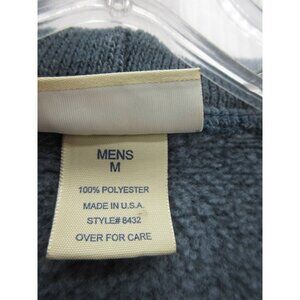 MENS
M
100% POLYESTER
MADE IN U.S.A.
STYLE# 8432
OVER FOR CARE